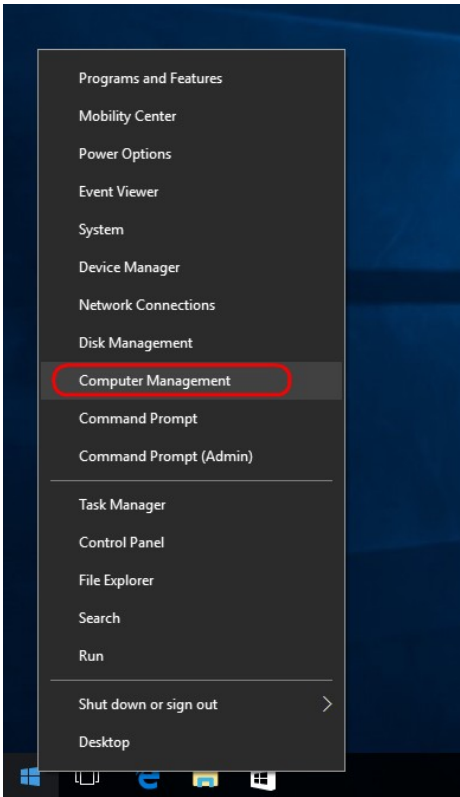 Programs and Features
Mobility Center
Power Options
Event Viewer
System
Device Manager
Network Connections
Disk Management
Computer Management
Command Prompt
Command Prompt (Admin)
Task Manager
Control Panel
File Explorer
Search
Run
Shut down or sign out
Desktop